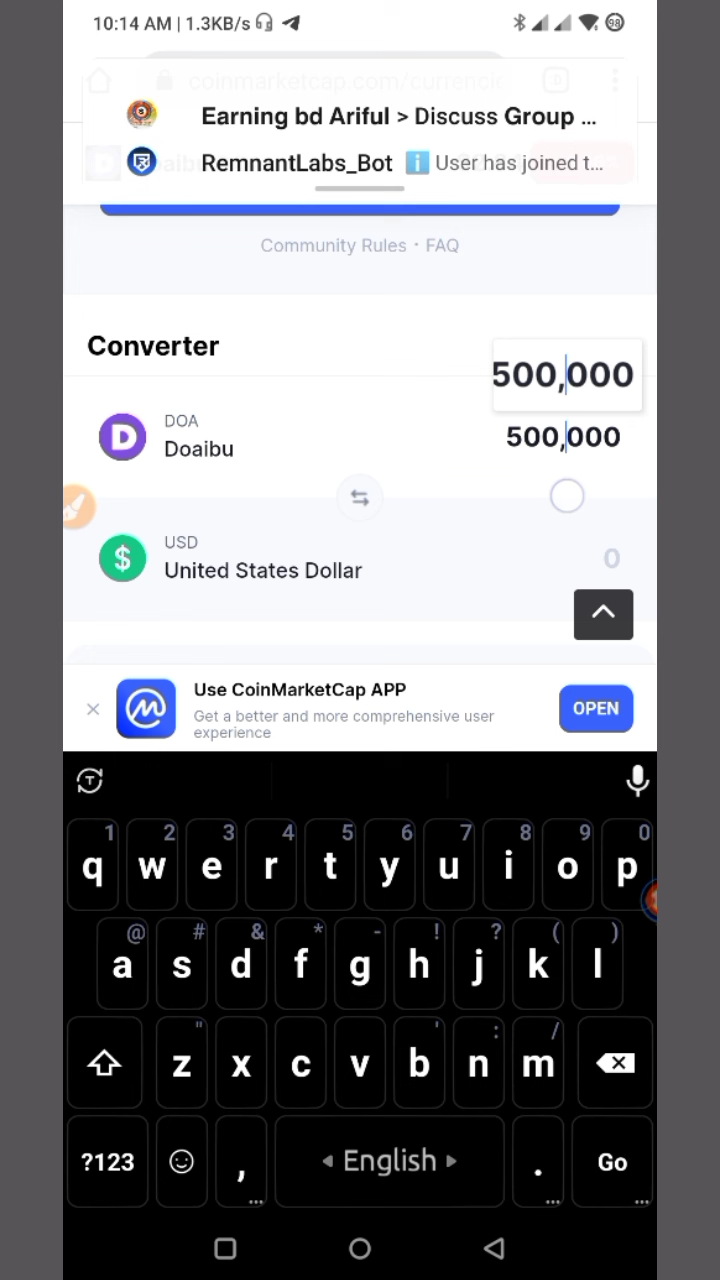 10:14 AM | 1.3KB/s
98
coinmarketcap.com/currencie
Earning bd Ariful > Discuss Group ...
RemnantLabs_Bot ℹ️ User has joined t...
Community Rules · FAQ
Converter
500,000
DOA
Doaibu
500,000
USD
United States Dollar
0
Use CoinMarketCap APP
Get a better and more comprehensive user
experience
OPEN
1 2 3 4 5 6 7 8 9 0
q w e r t y u i o p
@ # & * - ! ? ( )
a s d f g h j k l
" ' : /
z x c v b n m
?123 , English . Go